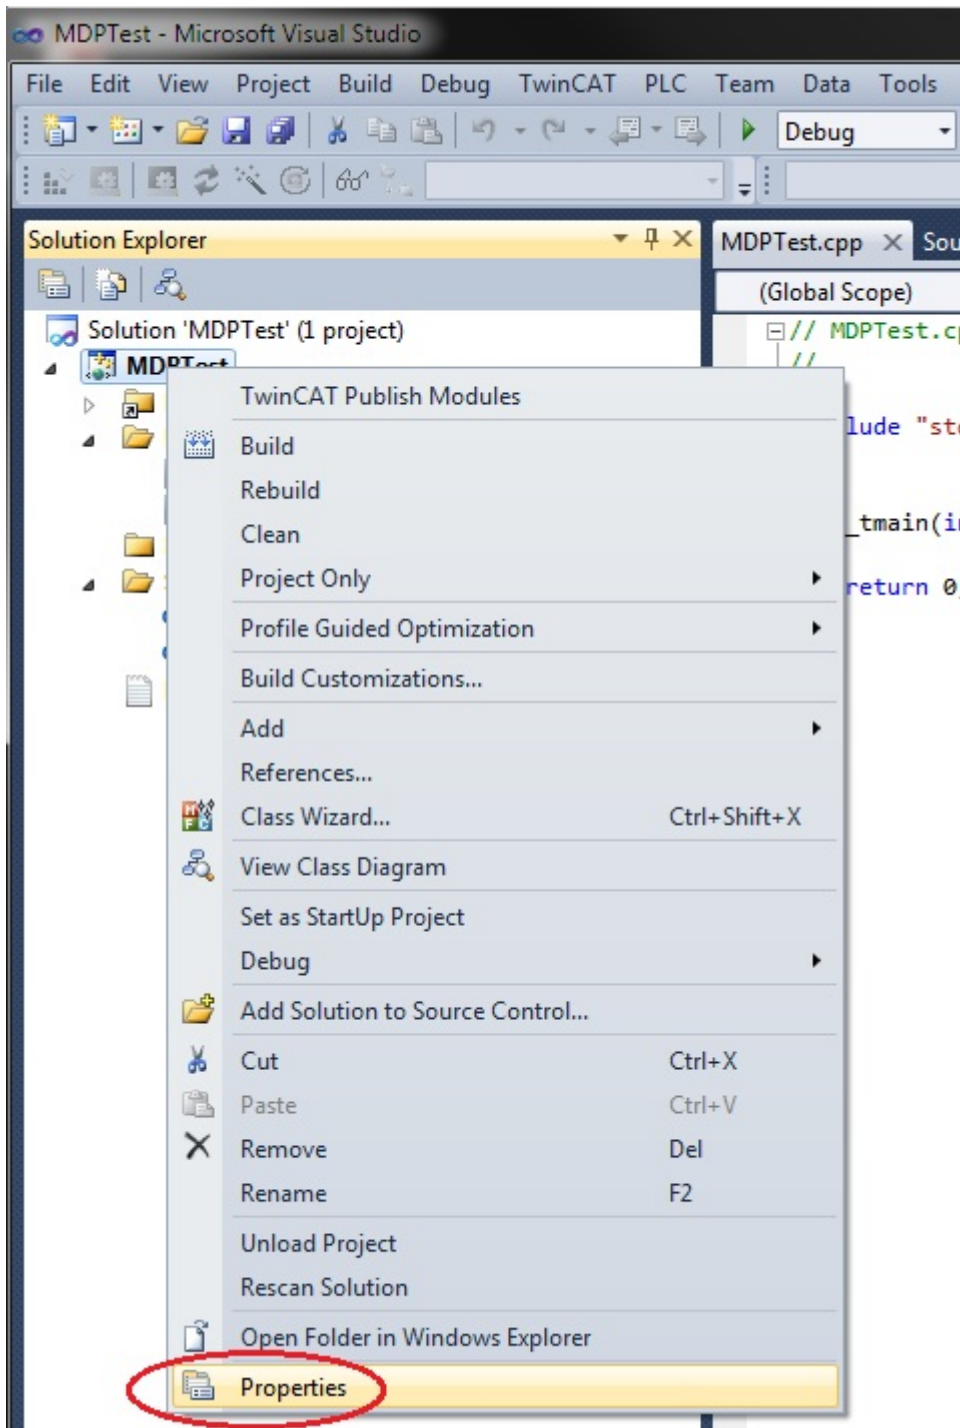 MDPTest - Microsoft Visual Studio
File Edit View Project Build Debug TwinCAT PLC Team Data Tools
Debug
Solution Explorer
MDPTest.cpp
(Global Scope)
Solution 'MDPTest' (1 project)
// MDPTest.c
MDPTest
//
TwinCAT Publish Modules
lude "st
Build
Rebuild
_tmain(i
Clean
Project Only
return 0
Profile Guided Optimization
Build Customizations...
Add
References...
Class Wizard... Ctrl+Shift+X
View Class Diagram
Set as StartUp Project
Debug
Add Solution to Source Control...
Cut Ctrl+X
Paste Ctrl+V
Remove Del
Rename F2
Unload Project
Rescan Solution
Open Folder in Windows Explorer
Properties